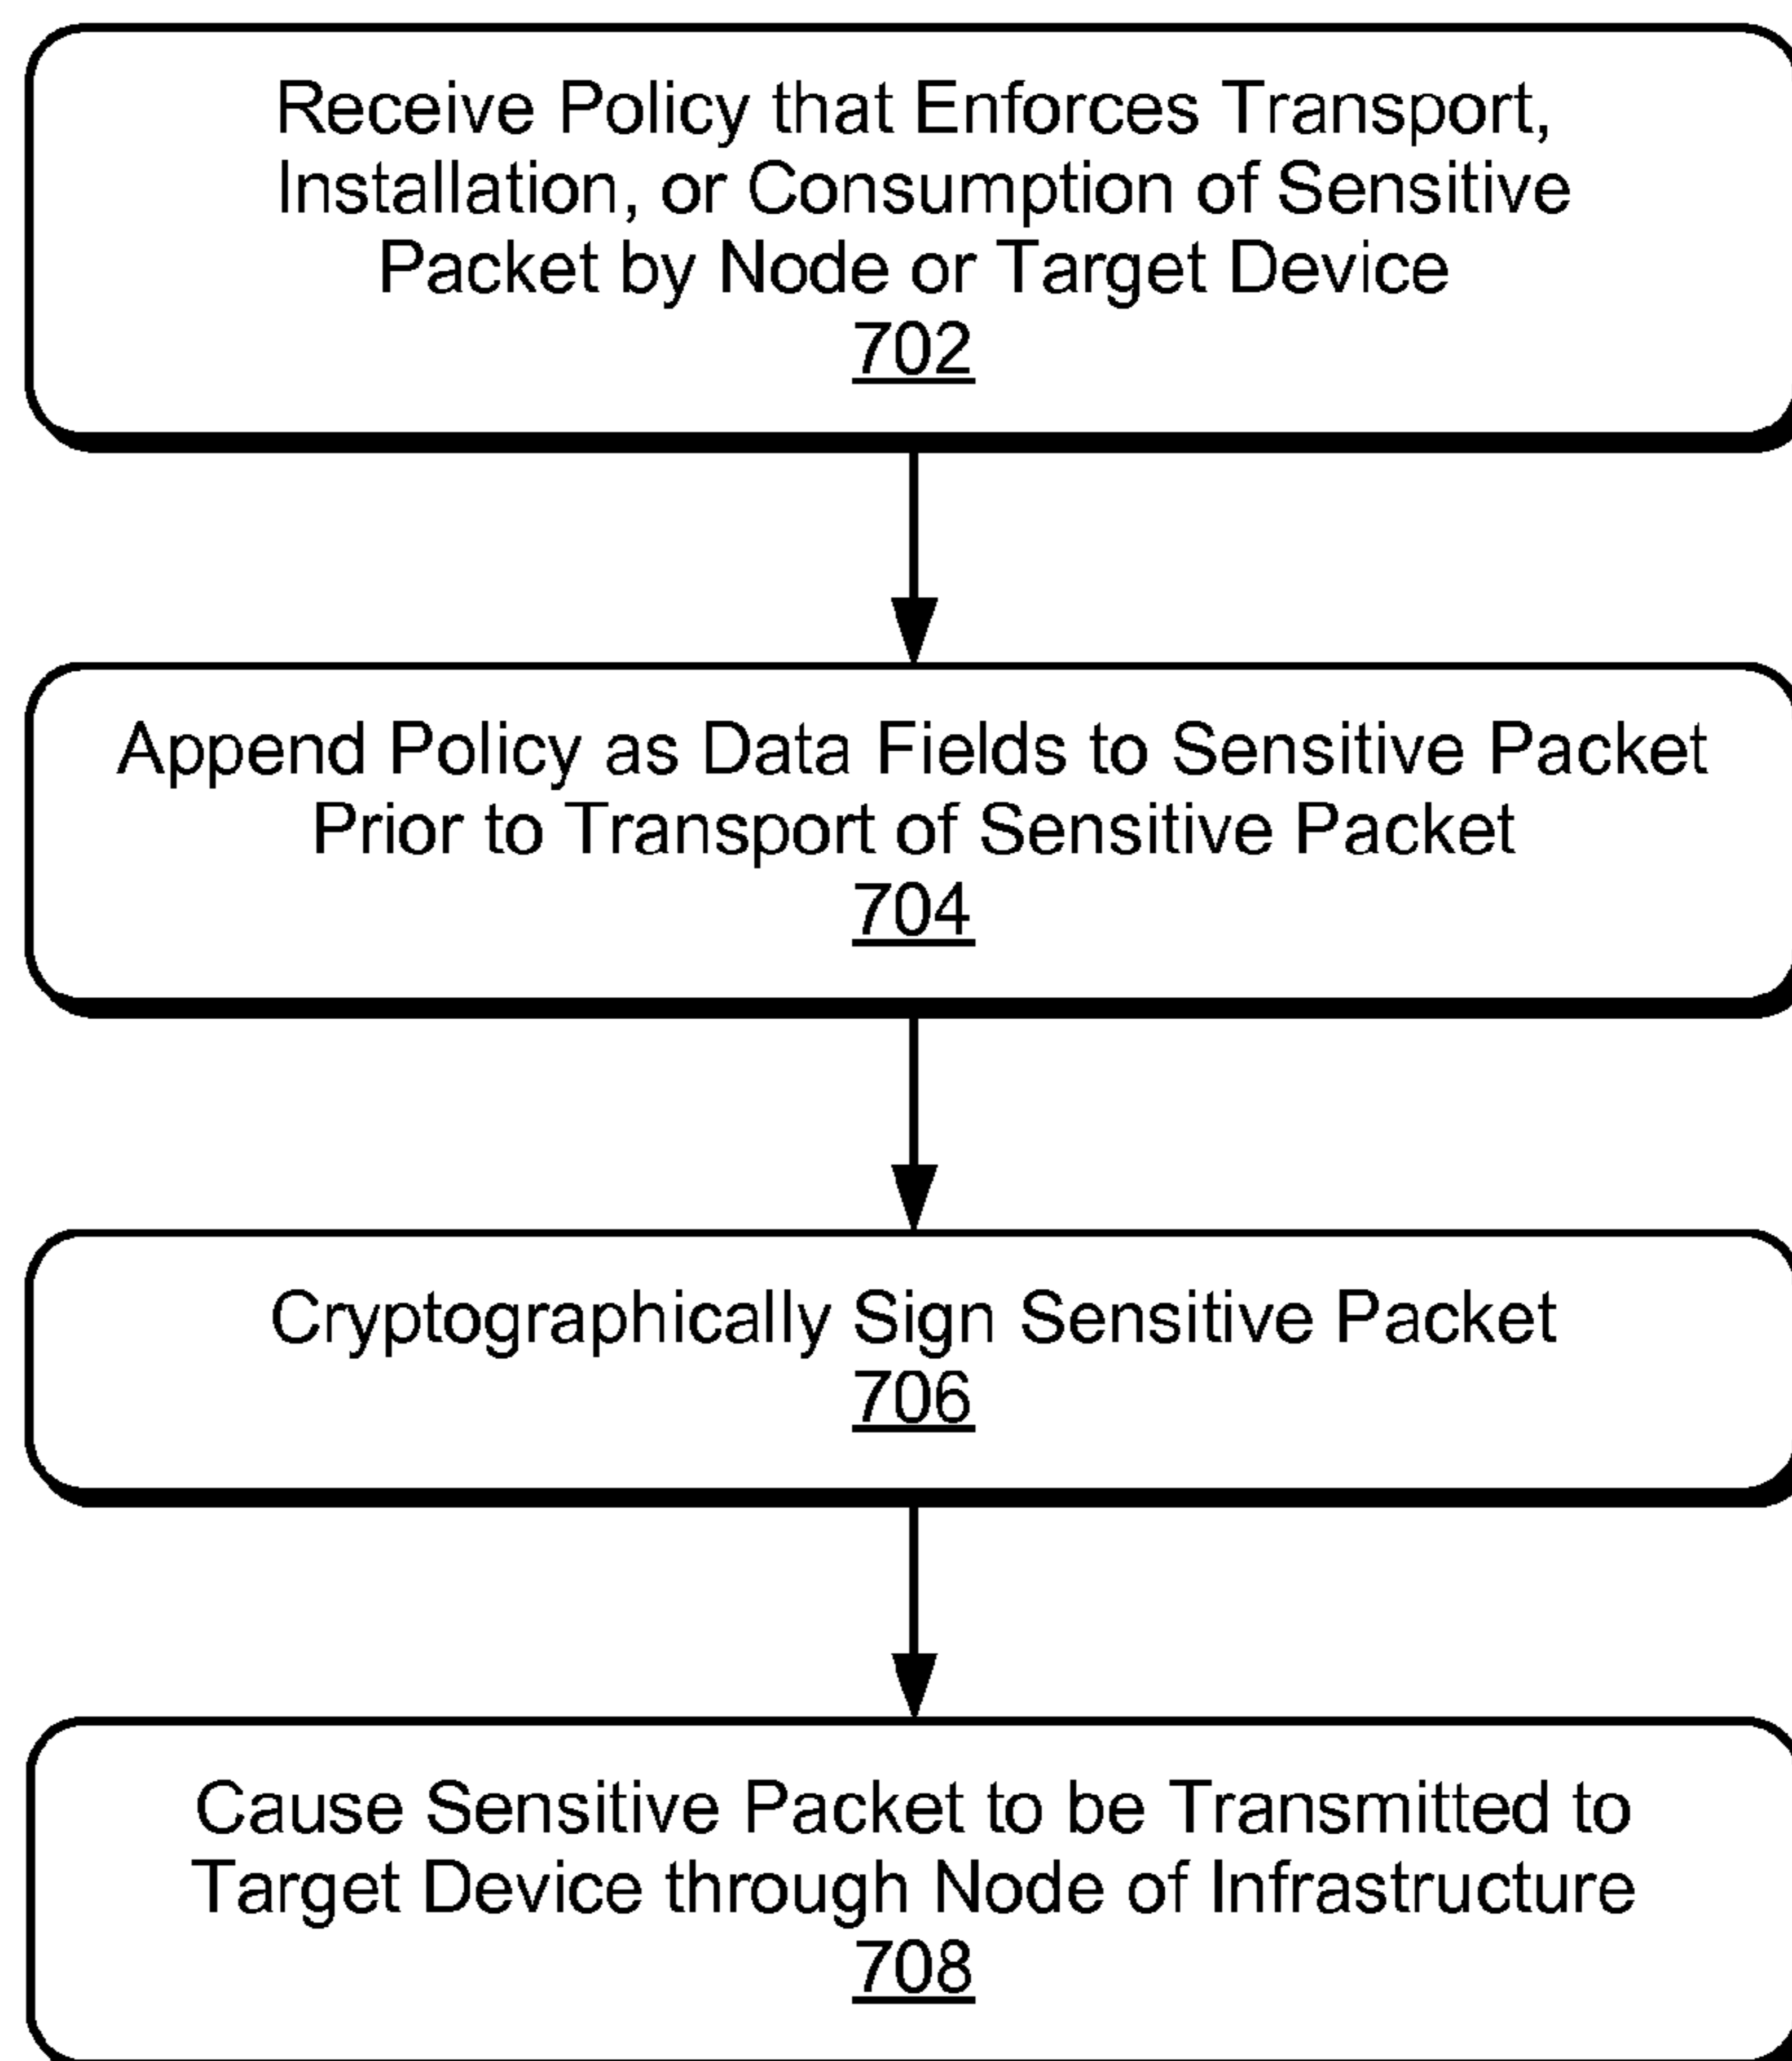 Receive Policy that Enforces Transport,
Installation, or Consumption of Sensitive
Packet by Node or Target Device
702
Append Policy as Data Fields to Sensitive Packet
Prior to Transport of Sensitive Packet
704
Cryptographically Sign Sensitive Packet
706
Cause Sensitive Packet to be Transmitted to
Target Device through Node of Infrastructure
708